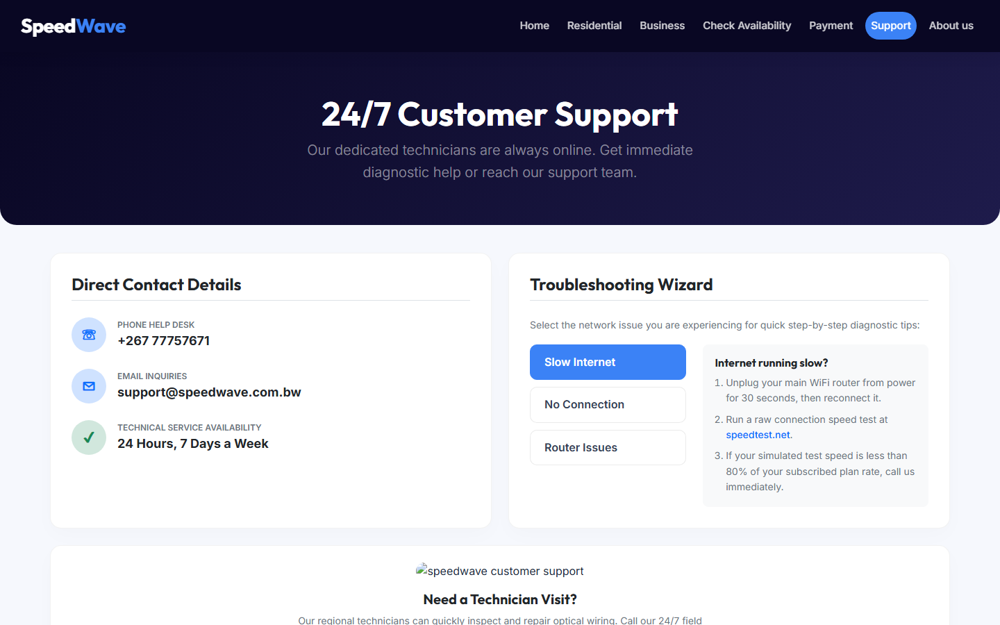 SpeedWave
Home Residential Business Check Availability Payment Support About us
24/7 Customer Support
Our dedicated technicians are always online. Get immediate
diagnostic help or reach our support team.
Direct Contact Details
PHONE HELP DESK
+267 77757671
EMAIL INQUIRIES
support@speedwave.com.bw
TECHNICAL SERVICE AVAILABILITY
24 Hours, 7 Days a Week
Troubleshooting Wizard
Select the network issue you are experiencing for quick step-by-step diagnostic tips:
Slow Internet
No Connection
Router Issues
Internet running slow?
1. Unplug your main WiFi router from power
for 30 seconds, then reconnect it.
2. Run a raw connection speed test at
speedtest.net.
3. If your simulated test speed is less than
80% of your subscribed plan rate, call us
immediately.
speedwave customer support
Need a Technician Visit?
Our regional technicians can quickly inspect and repair optical wiring. Call our 24/7 field